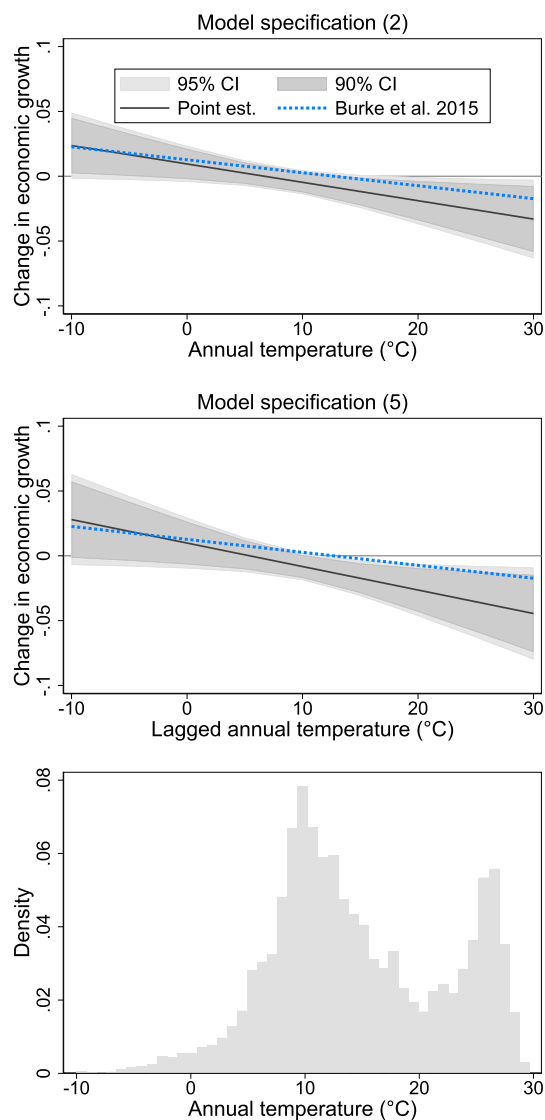 Model specification (2)
Change in economic growth
.1
.05
0
-.05
-.1
95% CI
90% CI
Point est.
Burke et al. 2015
-10 0 10 20 30
Annual temperature (°C)
Model specification (5)
Change in economic growth
.1
.05
0
-.05
-.1
-10 0 10 20 30
Lagged annual temperature (°C)
Density
.08
.06
.04
.02
0
-10 0 10 20 30
Annual temperature (°C)